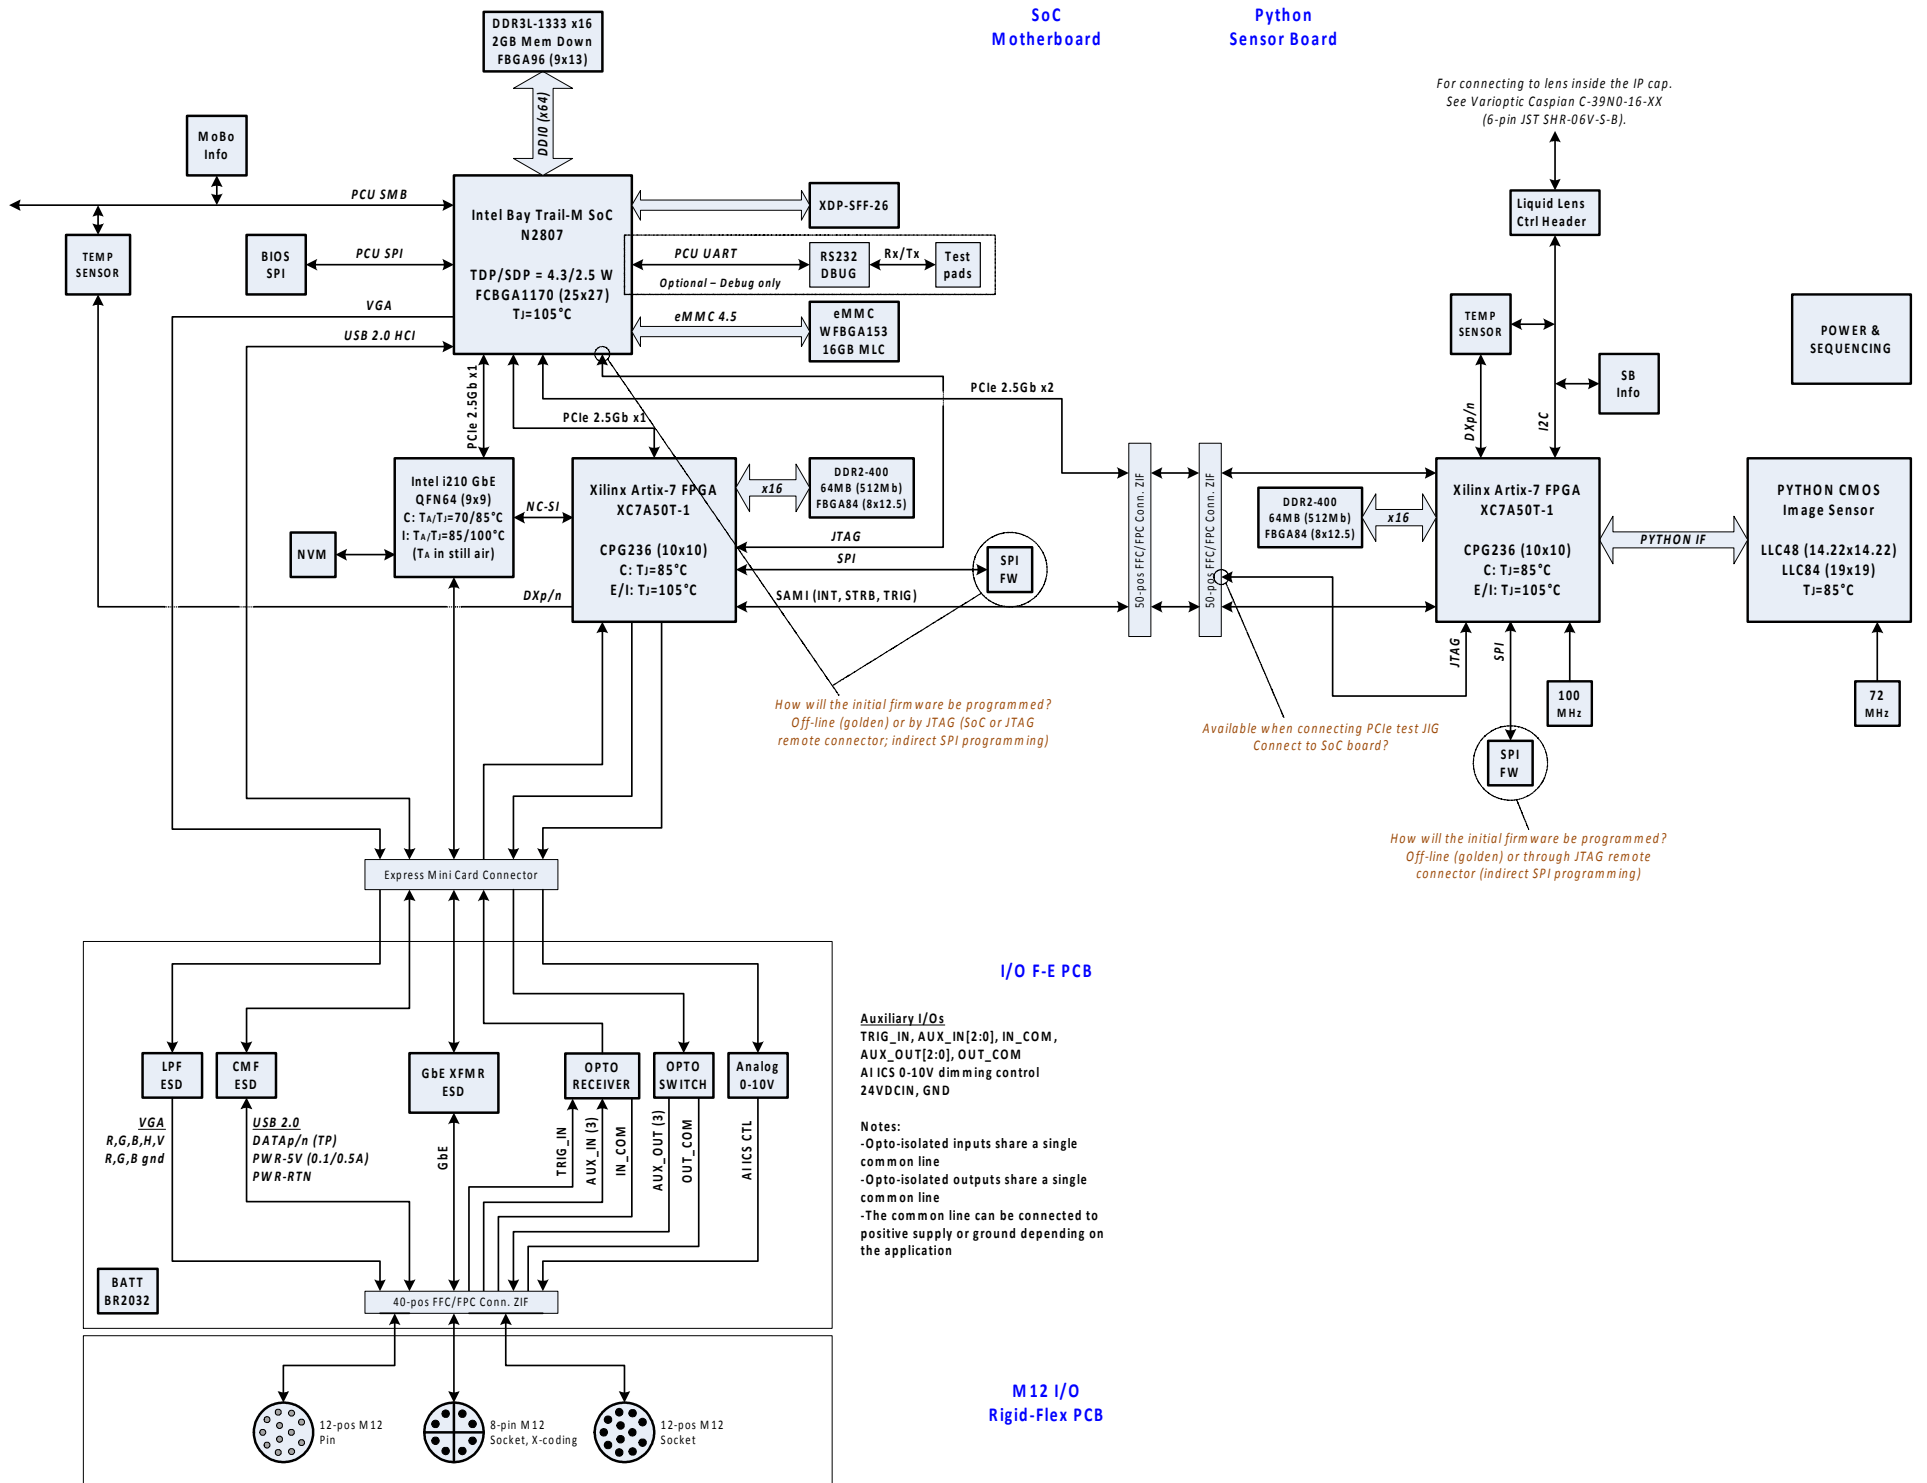 SoC
Motherboard
Python
Sensor Board
DDR3L-1333 x16
2GB Mem Down
FBGA96 (9x13)
DDI0 (x64)
For connecting to lens inside the IP cap.
See Varioptic Caspian C-39N0-16-XX
(6-pin JST SHR-06V-S-B).
MoBo
Info
PCU SMB
Intel Bay Trail-M SoC
N2807
TDP/SDP = 4.3/2.5 W
FCBGA1170 (25x27)
TJ=105°C
XDP-SFF-26
Liquid Lens
Ctrl Header
TEMP
SENSOR
BIOS
SPI
PCU SPI
PCU UART
RS232
DBUG
Rx/Tx
Test
pads
Optional – Debug only
VGA
USB 2.0 HCI
eMMC 4.5
eMMC
WFBGA153
16GB MLC
TEMP
SENSOR
POWER &
SEQUENCING
SB
Info
PCIe 2.5Gb x1
PCIe 2.5Gb x1
PCIe 2.5Gb x2
DXp/n
I2C
Intel i210 GbE
QFN64 (9x9)
C: TA/TJ=70/85°C
I: TA/TJ=85/100°C
(TA in still air)
NVM
NC-SI
Xilinx Artix-7 FPGA
XC7A50T-1
CPG236 (10x10)
C: TJ=85°C
E/I: TJ=105°C
x16
DDR2-400
64MB (512Mb)
FBGA84 (8x12.5)
JTAG
SPI
SPI
FW
DXp/n
SAMI (INT, STRB, TRIG)
50-pos FFC/FPC Conn. ZIF
50-pos FFC/FPC Conn. ZIF
DDR2-400
64MB (512Mb)
FBGA84 (8x12.5)
x16
Xilinx Artix-7 FPGA
XC7A50T-1
CPG236 (10x10)
C: TJ=85°C
E/I: TJ=105°C
PYTHON IF
PYTHON CMOS
Image Sensor
LLC48 (14.22x14.22)
LLC84 (19x19)
TJ=85°C
JTAG
SPI
100
MHz
72
MHz
How will the initial firmware be programmed?
Off-line (golden) or by JTAG (SoC or JTAG
remote connector; indirect SPI programming)
Available when connecting PCIe test JIG
Connect to SoC board?
SPI
FW
How will the initial firmware be programmed?
Off-line (golden) or through JTAG remote
connector (indirect SPI programming)
Express Mini Card Connector
I/O F-E PCB
Auxiliary I/Os
TRIG_IN, AUX_IN[2:0], IN_COM,
AUX_OUT[2:0], OUT_COM
AI ICS 0-10V dimming control
24VDCIN, GND
Notes:
-Opto-isolated inputs share a single
common line
-Opto-isolated outputs share a single
common line
-The common line can be connected to
positive supply or ground depending on
the application
LPF
ESD
CMF
ESD
GbE XFMR
ESD
OPTO
RECEIVER
OPTO
SWITCH
Analog
0-10V
VGA
R,G,B,H,V
R,G,B gnd
USB 2.0
DATAp/n (TP)
PWR-5V (0.1/0.5A)
PWR-RTN
GbE
TRIG_IN
AUX_IN (3)
IN_COM
AUX_OUT (3)
OUT_COM
AI ICS CTL
BATT
BR2032
40-pos FFC/FPC Conn. ZIF
M12 I/O
Rigid-Flex PCB
12-pos M12
Pin
8-pin M12
Socket, X-coding
12-pos M12
Socket